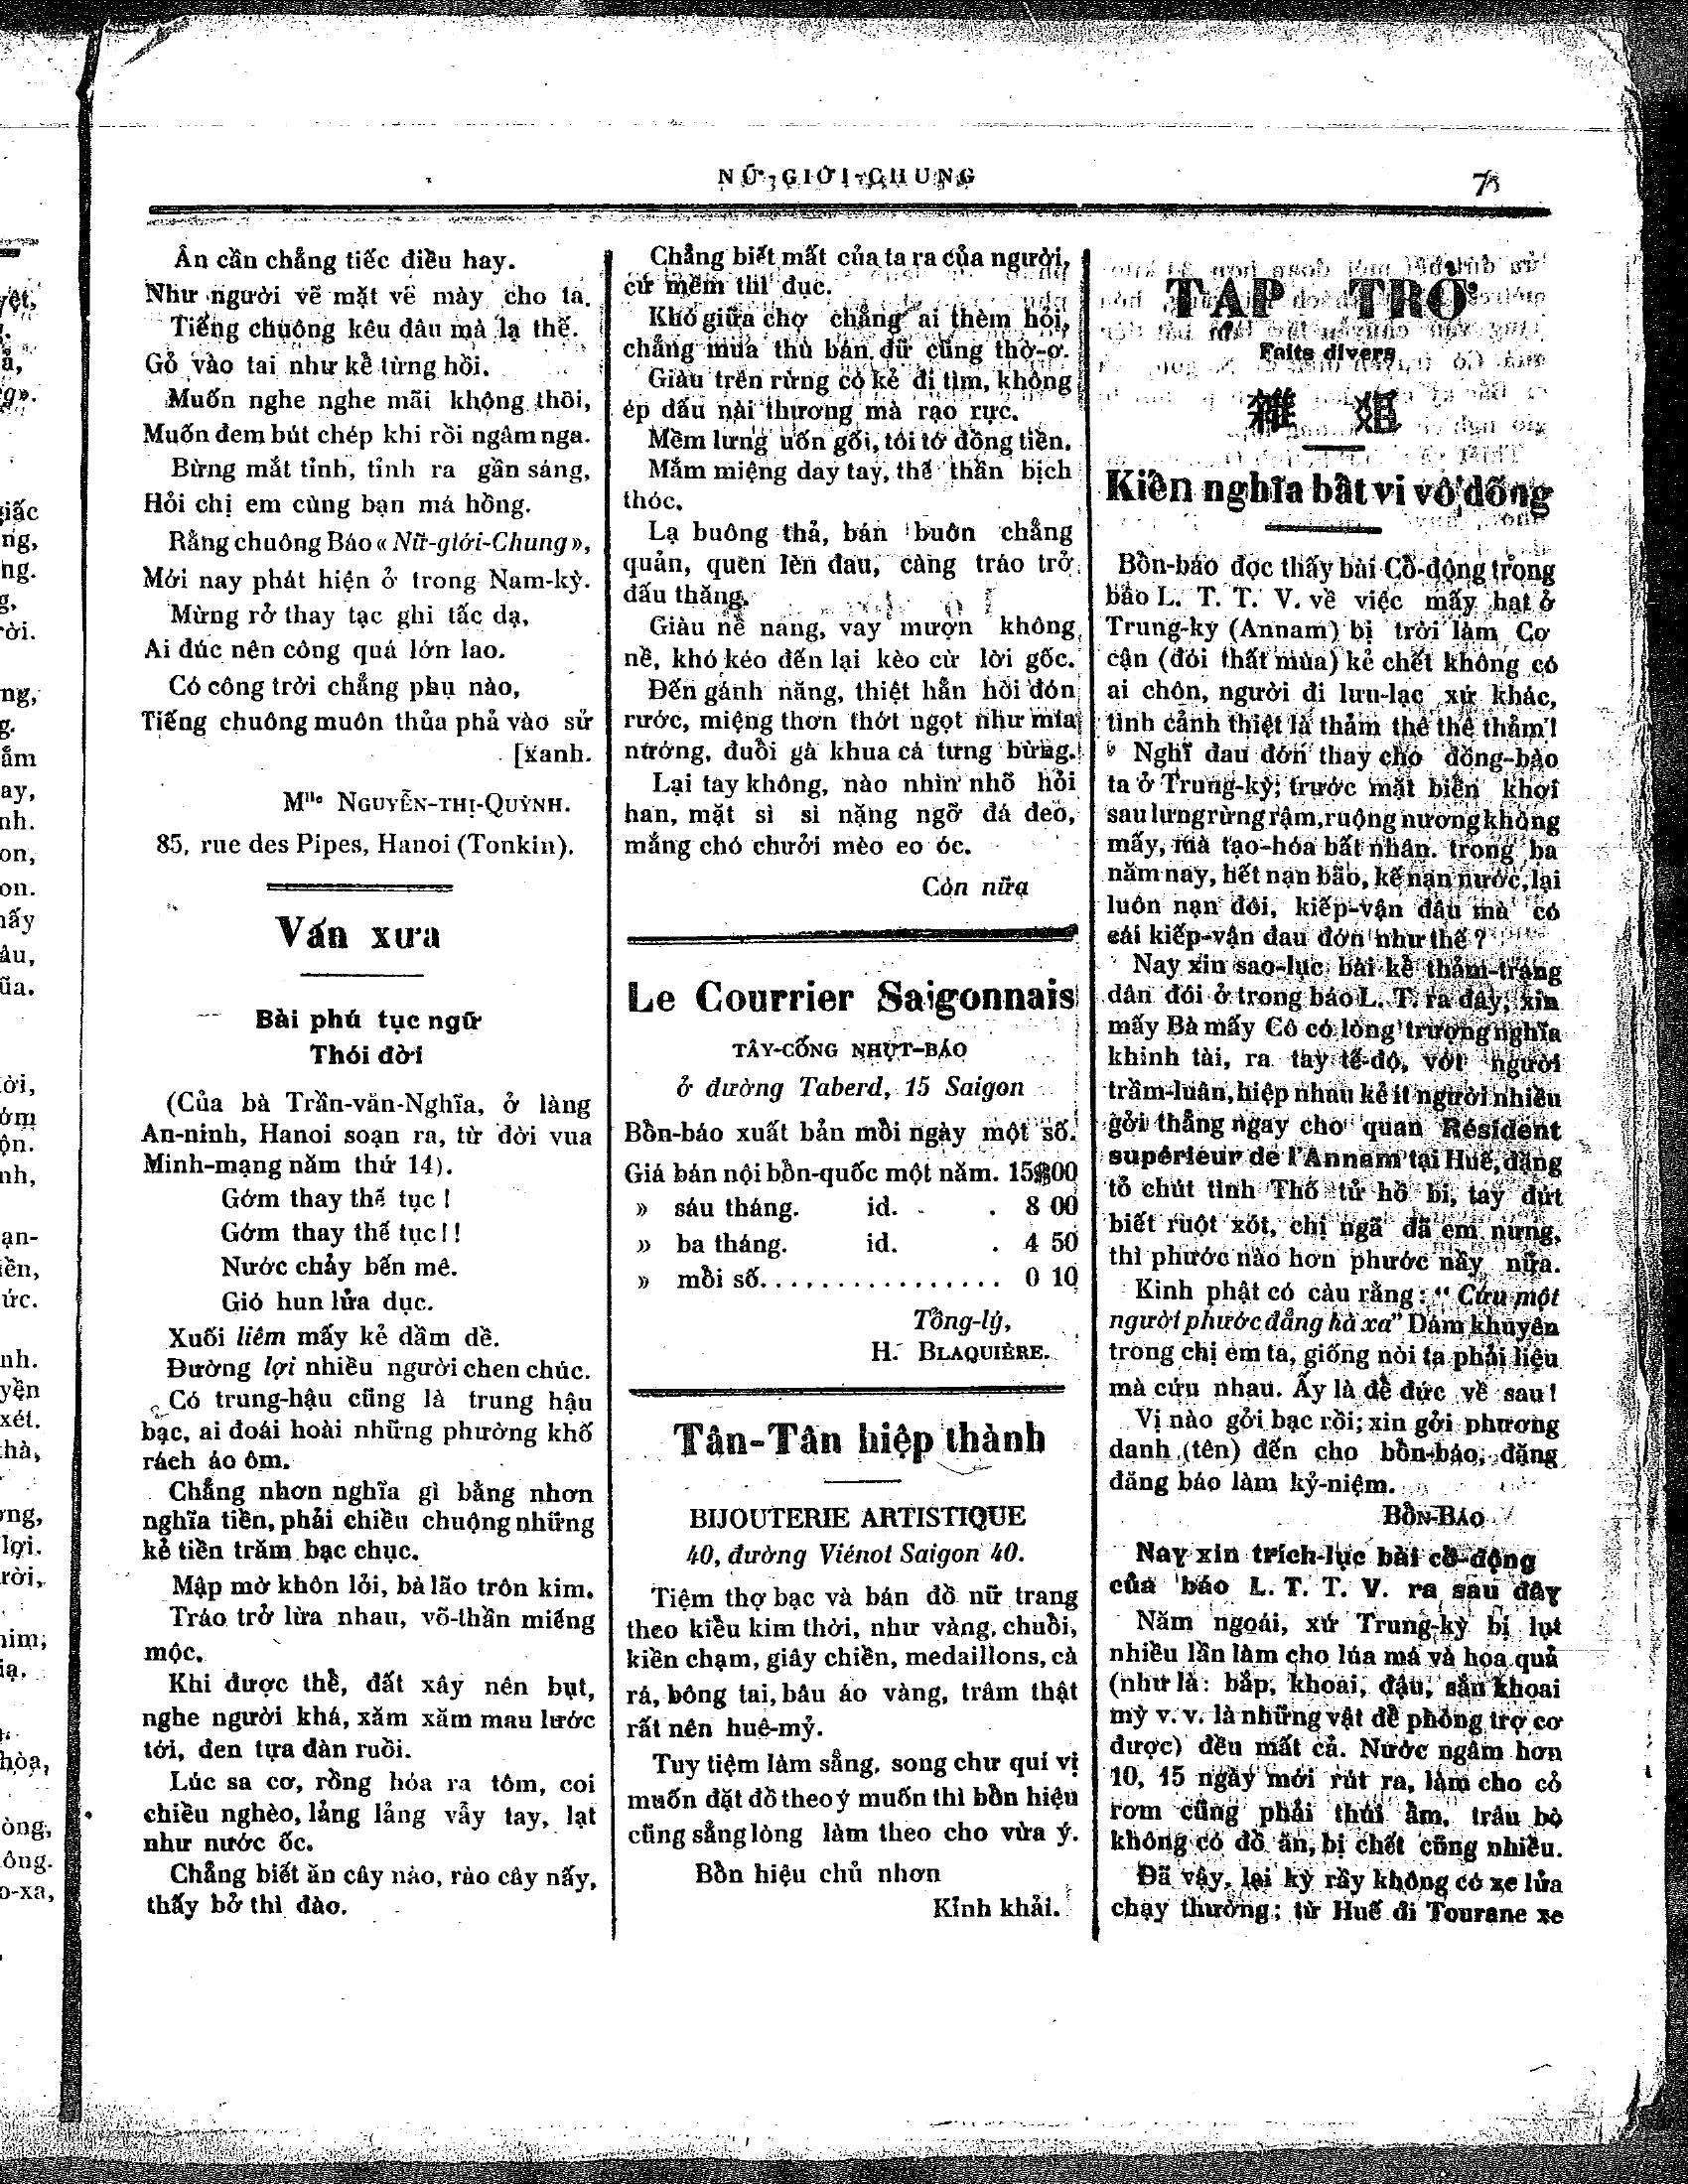 NỮ-GIỚI-CHUNG
7
Ân cần chẳng tiếc điều hay.
Như người vẽ mặt vẽ mày cho ta.
Tiếng chuông kêu đâu mà lạ thế.
Gỏ vào tai như kể từng hồi.
Muốn nghe nghe mãi không thôi,
Muốn đem bút chép khi rồi ngâm nga.
Bừng mắt tỉnh, tỉnh ra gần sáng,
Hỏi chị em cùng bạn má hồng.
Rằng chuông Báo « Nữ-giới-Chung »,
Mới nay phát hiện ở trong Nam-kỳ.
Mừng rở thay tạc ghi tấc dạ,
Ai đúc nên công quá lớn lao.
Có công trời chẳng phụ nào,
Tiếng chuông muôn thủa phả vào sử
[xanh.
Mlle NGUYỄN-THỊ-QUỲNH.
85, rue des Pipes, Hanoi (Tonkin).
Vấn xưa
Bài phú tục ngữ
Thói đời
(Của bà Trần-văn-Nghĩa, ở làng
An-ninh, Hanoi soạn ra, từ đời vua
Minh-mạng năm thứ 14).
Gớm thay thế tục !
Gớm thay thế tục ! !
Nước chảy bến mê.
Gió hun lửa dục.
Xuối liêm mấy kẻ dầm dề.
Đường lợi nhiều người chen chúc.
Có trung-hậu cũng là trung hậu
bạc, ai đoái hoài những phường khố
rách áo ôm.
Chẳng nhơn nghĩa gì bằng nhơn
nghĩa tiền, phải chiều chuộng những
kẻ tiền trăm bạc chục.
Mập mờ khôn lỏi, bà lão trôn kim.
Tráo trở lừa nhau, võ-thần miếng
mộc.
Khi được thể, đất xây nên bụt,
nghe người khá, xăm xăm mau lước
tới, đen tựa đàn ruồi.
Lúc sa cơ, rồng hóa ra tôm, coi
chiều nghèo, lảng lảng vẫy tay, lạt
như nước ốc.
Chẳng biết ăn cây nào, rào cây nấy,
thấy bở thì đào.
Chẳng biết mất của ta ra của người,
cứ mềm thì đục.
Khó giữa chợ chẳng ai thèm hỏi,
chẳng mua thù bán dữ cũng thờ-ơ.
Giàu trên rừng có kẻ đi tìm, không
ép dấu nài thương mà rạo rực.
Mềm lưng uốn gối, tôi tớ đồng tiền.
Mắm miệng day tay, thế thần bịch
thóc.
Lạ buông thả, bán buôn chẳng
quản, quen lèn đau, càng tráo trở
đấu thăng.
Giàu nể nang, vay mượn không
nề, khó kéo đến lại kèo cừ lời gốc.
Đến gánh nặng, thiệt hẳn hòi đón
rước, miệng thơn thớt ngọt như mía
nướng, đuổi gà khua cá tưng bừng.
Lại tay không, nào nhìn nhõ hỏi
han, mặt sì sì nặng ngỡ đá đeo,
mắng chó chưởi mèo eo óc.
Còn nữa
Le Courrier Saigonnais
TÂY-CỐNG NHỰT-BÁO
ở đường Taberd, 15 Saigon
Bổn-báo xuất bản mỗi ngày một số.
Giá bán nội bổn-quốc một năm. 15$00
» sáu tháng. id. . 8 00
» ba tháng. id. . 4 50
» mỗi số. . . . . . . . . . . . . . . . 0 10
Tổng-lý,
H. BLAQUIÈRE.
Tân-Tân hiệp thành
BIJOUTERIE ARTISTIQUE
40, đường Viénot Saigon 40.
Tiệm thợ bạc và bán đồ nữ trang
theo kiểu kim thời, như vàng, chuỗi,
kiền chạm, giây chiền, medaillons, cà
rá, bông tai, bâu áo vàng, trâm thật
rất nên huê-mỷ.
Tuy tiệm làm sẵng, song chư quí vị
muốn đặt đồ theo ý muốn thì bổn hiệu
cũng sẵng lòng làm theo cho vừa ý.
Bổn hiệu chủ nhơn
Kỉnh khải.
TẠP TRỞ
Faits divers
雜 俎
Kiền nghĩa bất vi vô dõng
Bổn-báo đọc thấy bài Cổ-động trong
báo L. T. T. V. về việc mấy hạt ở
Trung-kỳ (Annam) bị trời làm Cơ
cận (đói thất mùa) kẻ chết không có
ai chôn, người đi lưu-lạc xứ khác,
tình cảnh thiệt là thảm thê thê thảm !
Nghĩ đau đớn thay cho đồng-bào
ta ở Trung-kỳ; trước mặt biển khơi
sau lưng rừng rậm, ruộng nương không
mấy, mà tạo-hóa bất nhân. trong ba
năm nay, hết nạn bão, kế nạn nước, lại
luôn nạn đói, kiếp-vận đâu mà có
cái kiếp-vận đau đớn như thế ?
Nay xin sao-lục bài kể thảm-trạng
dân đói ở trong báo L. T. ra đây, xin
mấy Bà mấy Cô có lòng trượng nghĩa
khinh tài, ra tay tế-độ, vớt người
trầm-luân, hiệp nhau kẻ ít người nhiều
gởi thẳng ngay cho quan Résident
supérieur de l'Annam tại Huế, đặng
tỏ chút tình Thố tử hồ bi, tay đứt
biết ruột xót, chị ngã đã em nưng,
thì phước nào hơn phước nầy nữa.
Kinh phật có câu rằng : “ Cứu một
người phước đẳng hà xa” Dám khuyên
trong chị em ta, giống nòi ta phải liệu
mà cứu nhau. Ấy là để đức về sau !
Vị nào gởi bạc rồi; xin gởi phương
danh (tên) đến cho bổn-báo, đặng
đăng báo làm kỷ-niệm.
BỔN-BÁO
Nay xin trích-lục bài cổ-động
của báo L. T. T. V. ra sau đây
Năm ngoái, xứ Trung-kỳ bị lụt
nhiều lần làm cho lúa má và hoa quả
(như là : bắp, khoai, đậu, sắn khoai
mỳ v. v. là những vật để phòng trợ cơ
được) đều mất cả. Nước ngâm hơn
10, 15 ngày mới rút ra, làm cho cỏ
rơm cũng phải thúi ầm, trâu bò
không có đồ ăn, bị chết cũng nhiều.
Đã vậy, lại kỳ rầy không có xe lửa
chạy thường; từ Huế đi Tourane xe